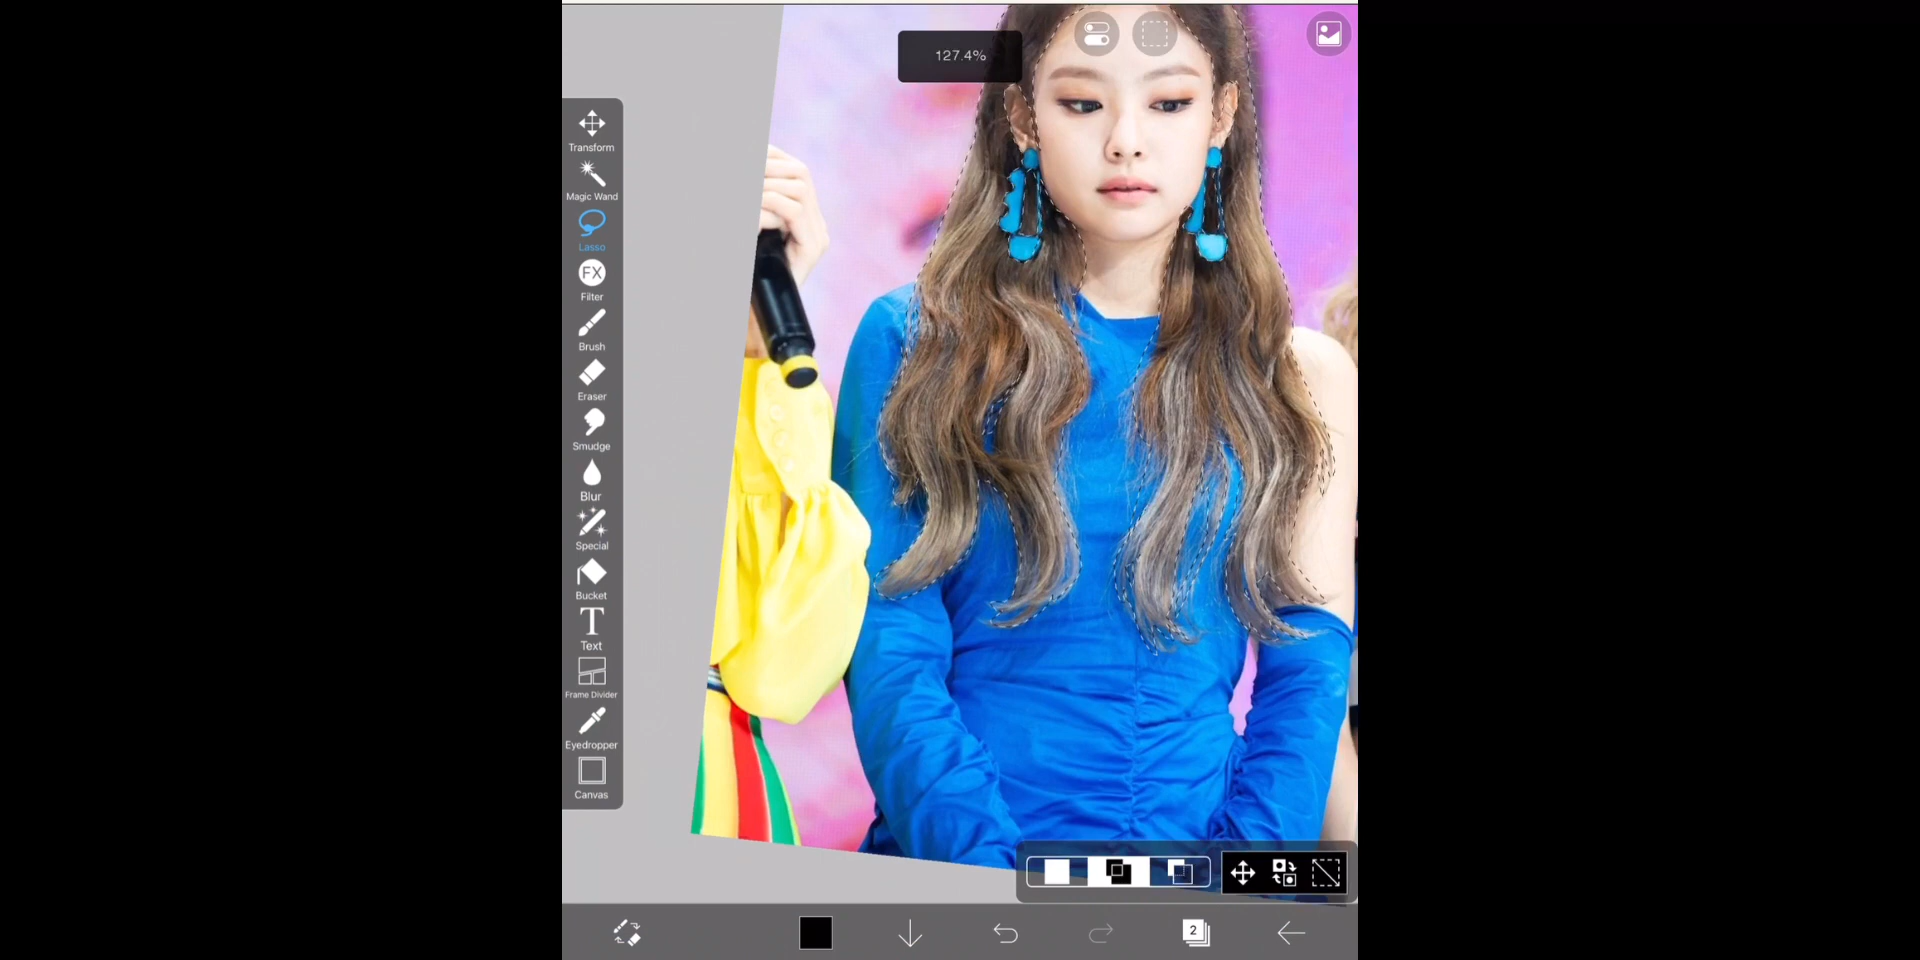 127.4%
Transform
Magic Wand
Lasso
FX
Filter
Brush
Eraser
Smudge
Blur
Special
Bucket
T
Text
Frame Divider
Eyedropper
Canvas
2